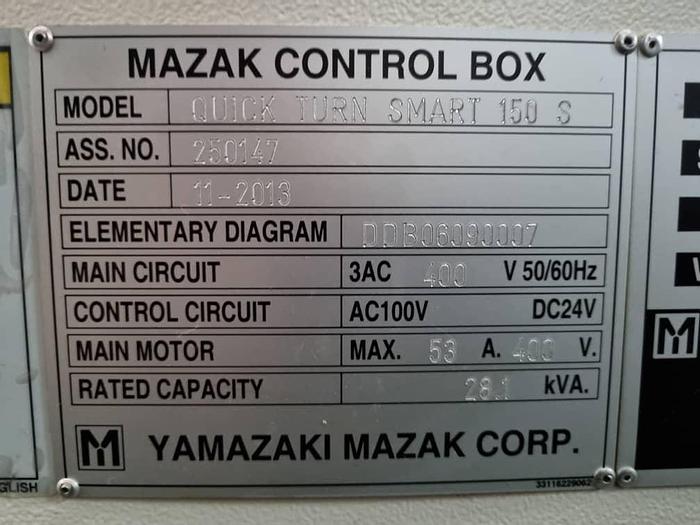 MAZAK CONTROL BOX
MODEL QUICK TURN SMART 150 S
ASS. NO. 250147
DATE 11-2013
ELEMENTARY DIAGRAM DDB06090007
MAIN CIRCUIT 3AC 400 V 50/60Hz
CONTROL CIRCUIT AC100V DC24V
MAIN MOTOR MAX. 53 A. 400 V.
RATED CAPACITY 28.1 kVA.
M YAMAZAKI MAZAK CORP.
GLISH
33116229062
M